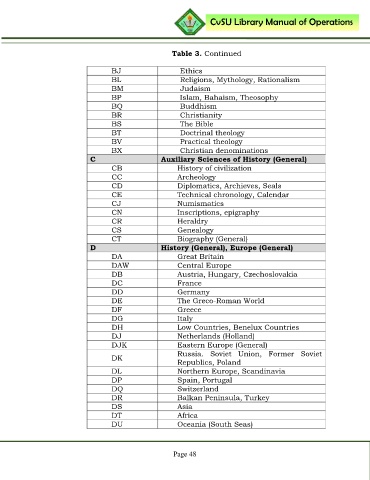 CvSU Library Manual of Operations
Table 3. Continued
BJ Ethics
BL Religions, Mythology, Rationalism
BM Judaism
BP Islam, Bahaism, Theosophy
BQ Buddhism
BR Christianity
BS The Bible
BT Doctrinal theology
BV Practical theology
BX Christian denominations
C Auxiliary Sciences of History (General)
CB History of civilization
CC Archeology
CD Diplomatics, Archieves, Seals
CE Technical chronology, Calendar
CJ Numismatics
CN Inscriptions, epigraphy
CR Heraldry
CS Genealogy
CT Biography (General)
D History (General), Europe (General)
DA Great Britain
DAW Central Europe
DB Austria, Hungary, Czechoslovakia
DC France
DD Germany
DE The Greco-Roman World
DF Greece
DG Italy
DH Low Countries, Benelux Countries
DJ Netherlands (Holland)
DJK Eastern Europe (General)
DK Russia. Soviet Union, Former Soviet
Republics, Poland
DL Northern Europe, Scandinavia
DP Spain, Portugal
DQ Switzerland
DR Balkan Peninsula, Turkey
DS Asia
DT Africa
DU Oceania (South Seas)
Page 48